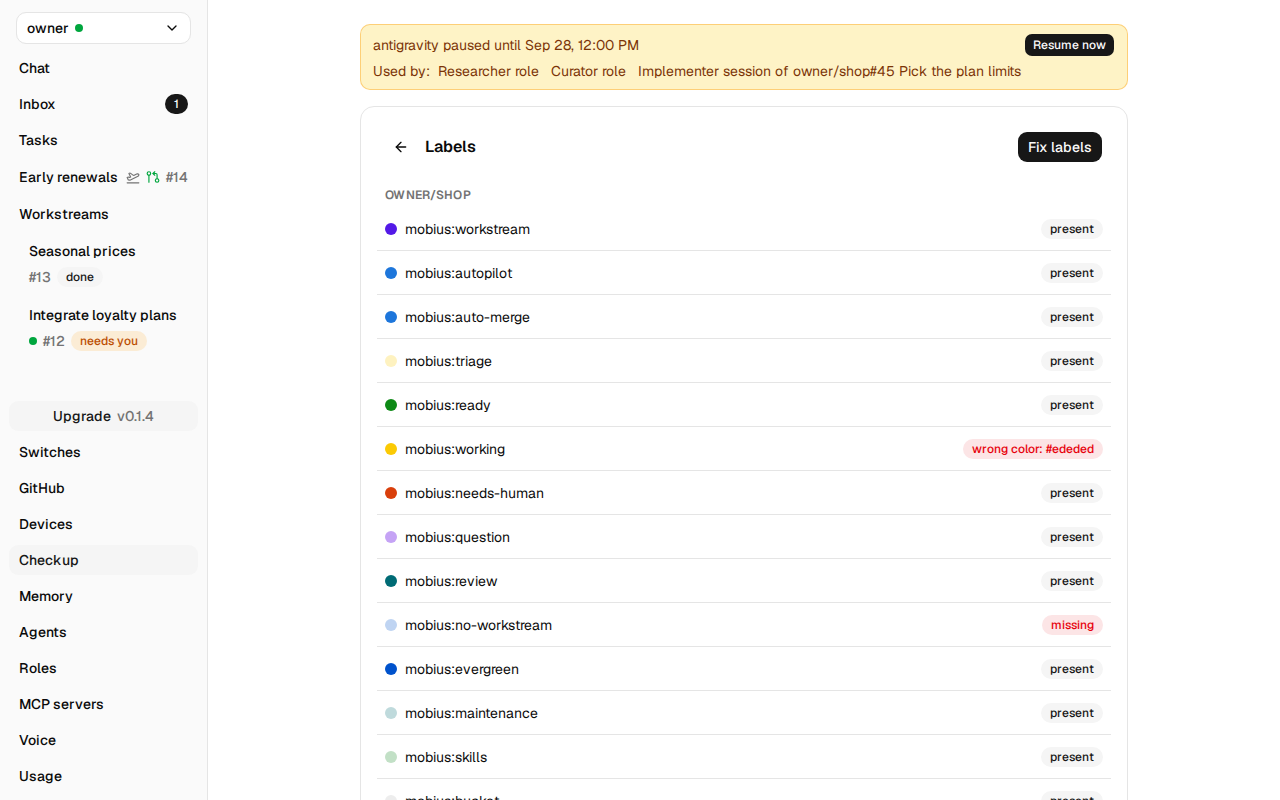 owner
Chat
Inbox 1
Tasks
Early renewals #14
Workstreams
Seasonal prices
#13 done
Integrate loyalty plans
#12 needs you
Upgrade v0.1.4
Switches
GitHub
Devices
Checkup
Memory
Agents
Roles
MCP servers
Voice
Usage
antigravity paused until Sep 28, 12:00 PM
Resume now
Used by: Researcher role Curator role Implementer session of owner/shop#45 Pick the plan limits
Labels
Fix labels
OWNER/SHOP
mobius:workstream present
mobius:autopilot present
mobius:auto-merge present
mobius:triage present
mobius:ready present
mobius:working wrong color: #ededed
mobius:needs-human present
mobius:question present
mobius:review present
mobius:no-workstream missing
mobius:evergreen present
mobius:maintenance present
mobius:skills present
mobius:bucket present